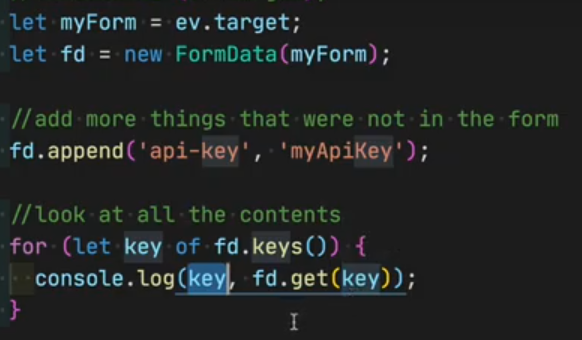 let myForm = ev.target;
let fd = new FormData(myForm);
//add more things that were not in the form
fd.append('api-key', 'myApiKey');
//look at all the contents
for (let key of fd.keys()) {
console.log(key, fd.get(key));
}